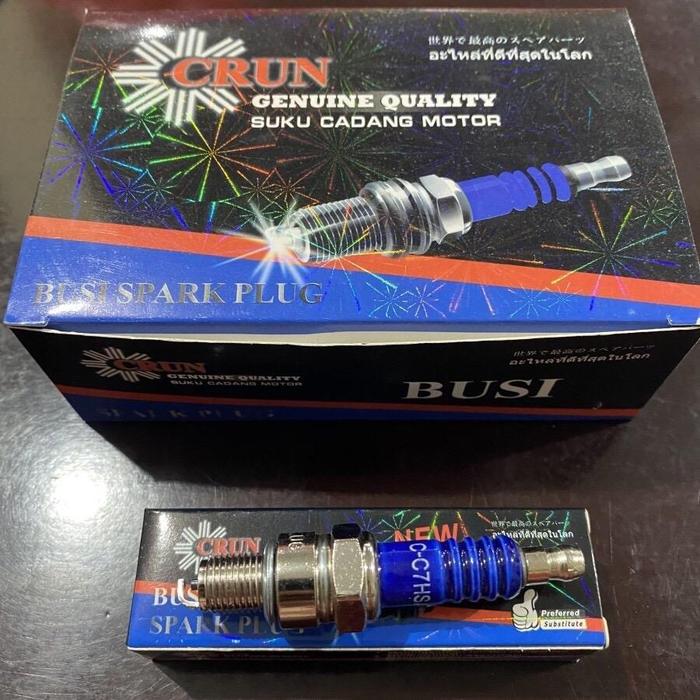 CRUN
GENUINE QUALITY
SUKU CADANG MOTOR
世界で最高のスペアパーツ
อะไหล่ที่ดีที่สุดในโลก
BUSI SPARK PLUG
CRUN
GENUINE QUALITY
SUKU CADANG MOTOR
BUSI
世界で最高のスペアパーツ
อะไหล่ที่ดีที่สุดในโลก
SPARK PLUG
CRUN
NEW
世界で最高のスペアパーツ
อะไหล่ที่ดีที่สุดในโลก
C-C7HS
SPARK PLUG
Preferred
Substitute